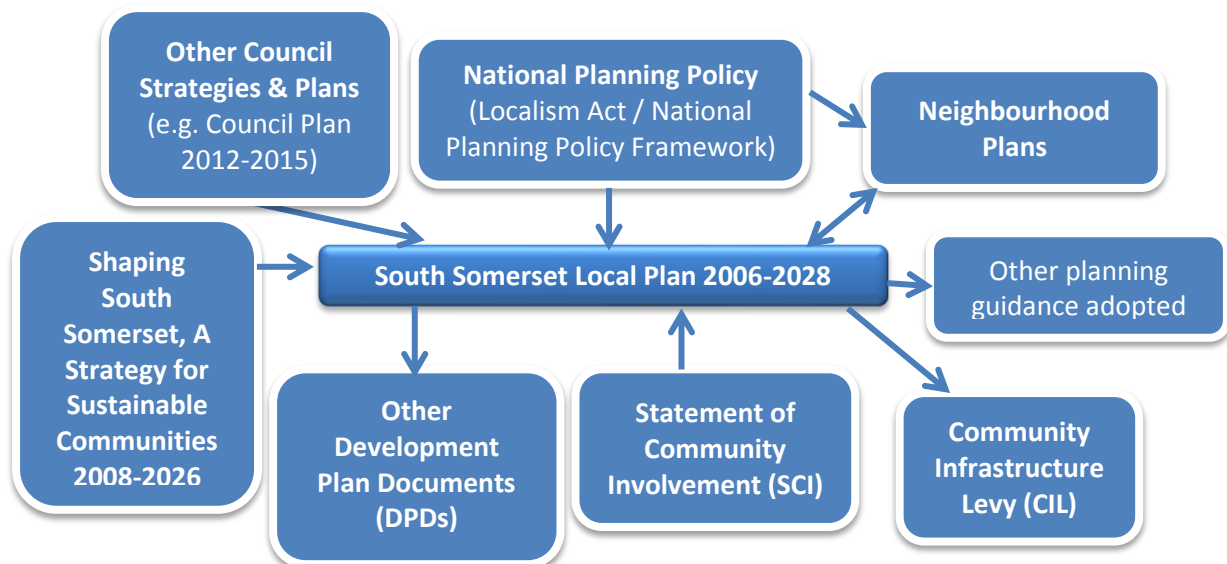 Other Council
Strategies & Plans
(e.g. Council Plan
2012-2015)
National Planning Policy
(Localism Act / National
Planning Policy Framework)
Neighbourhood
Plans
Shaping
South
Somerset, A
Strategy for
Sustainable
Communities
2008-2026
South Somerset Local Plan 2006-2028
Other planning
guidance adopted
Other
Development
Plan Documents
(DPDs)
Statement of
Community
Involvement (SCI)
Community
Infrastructure
Levy (CIL)